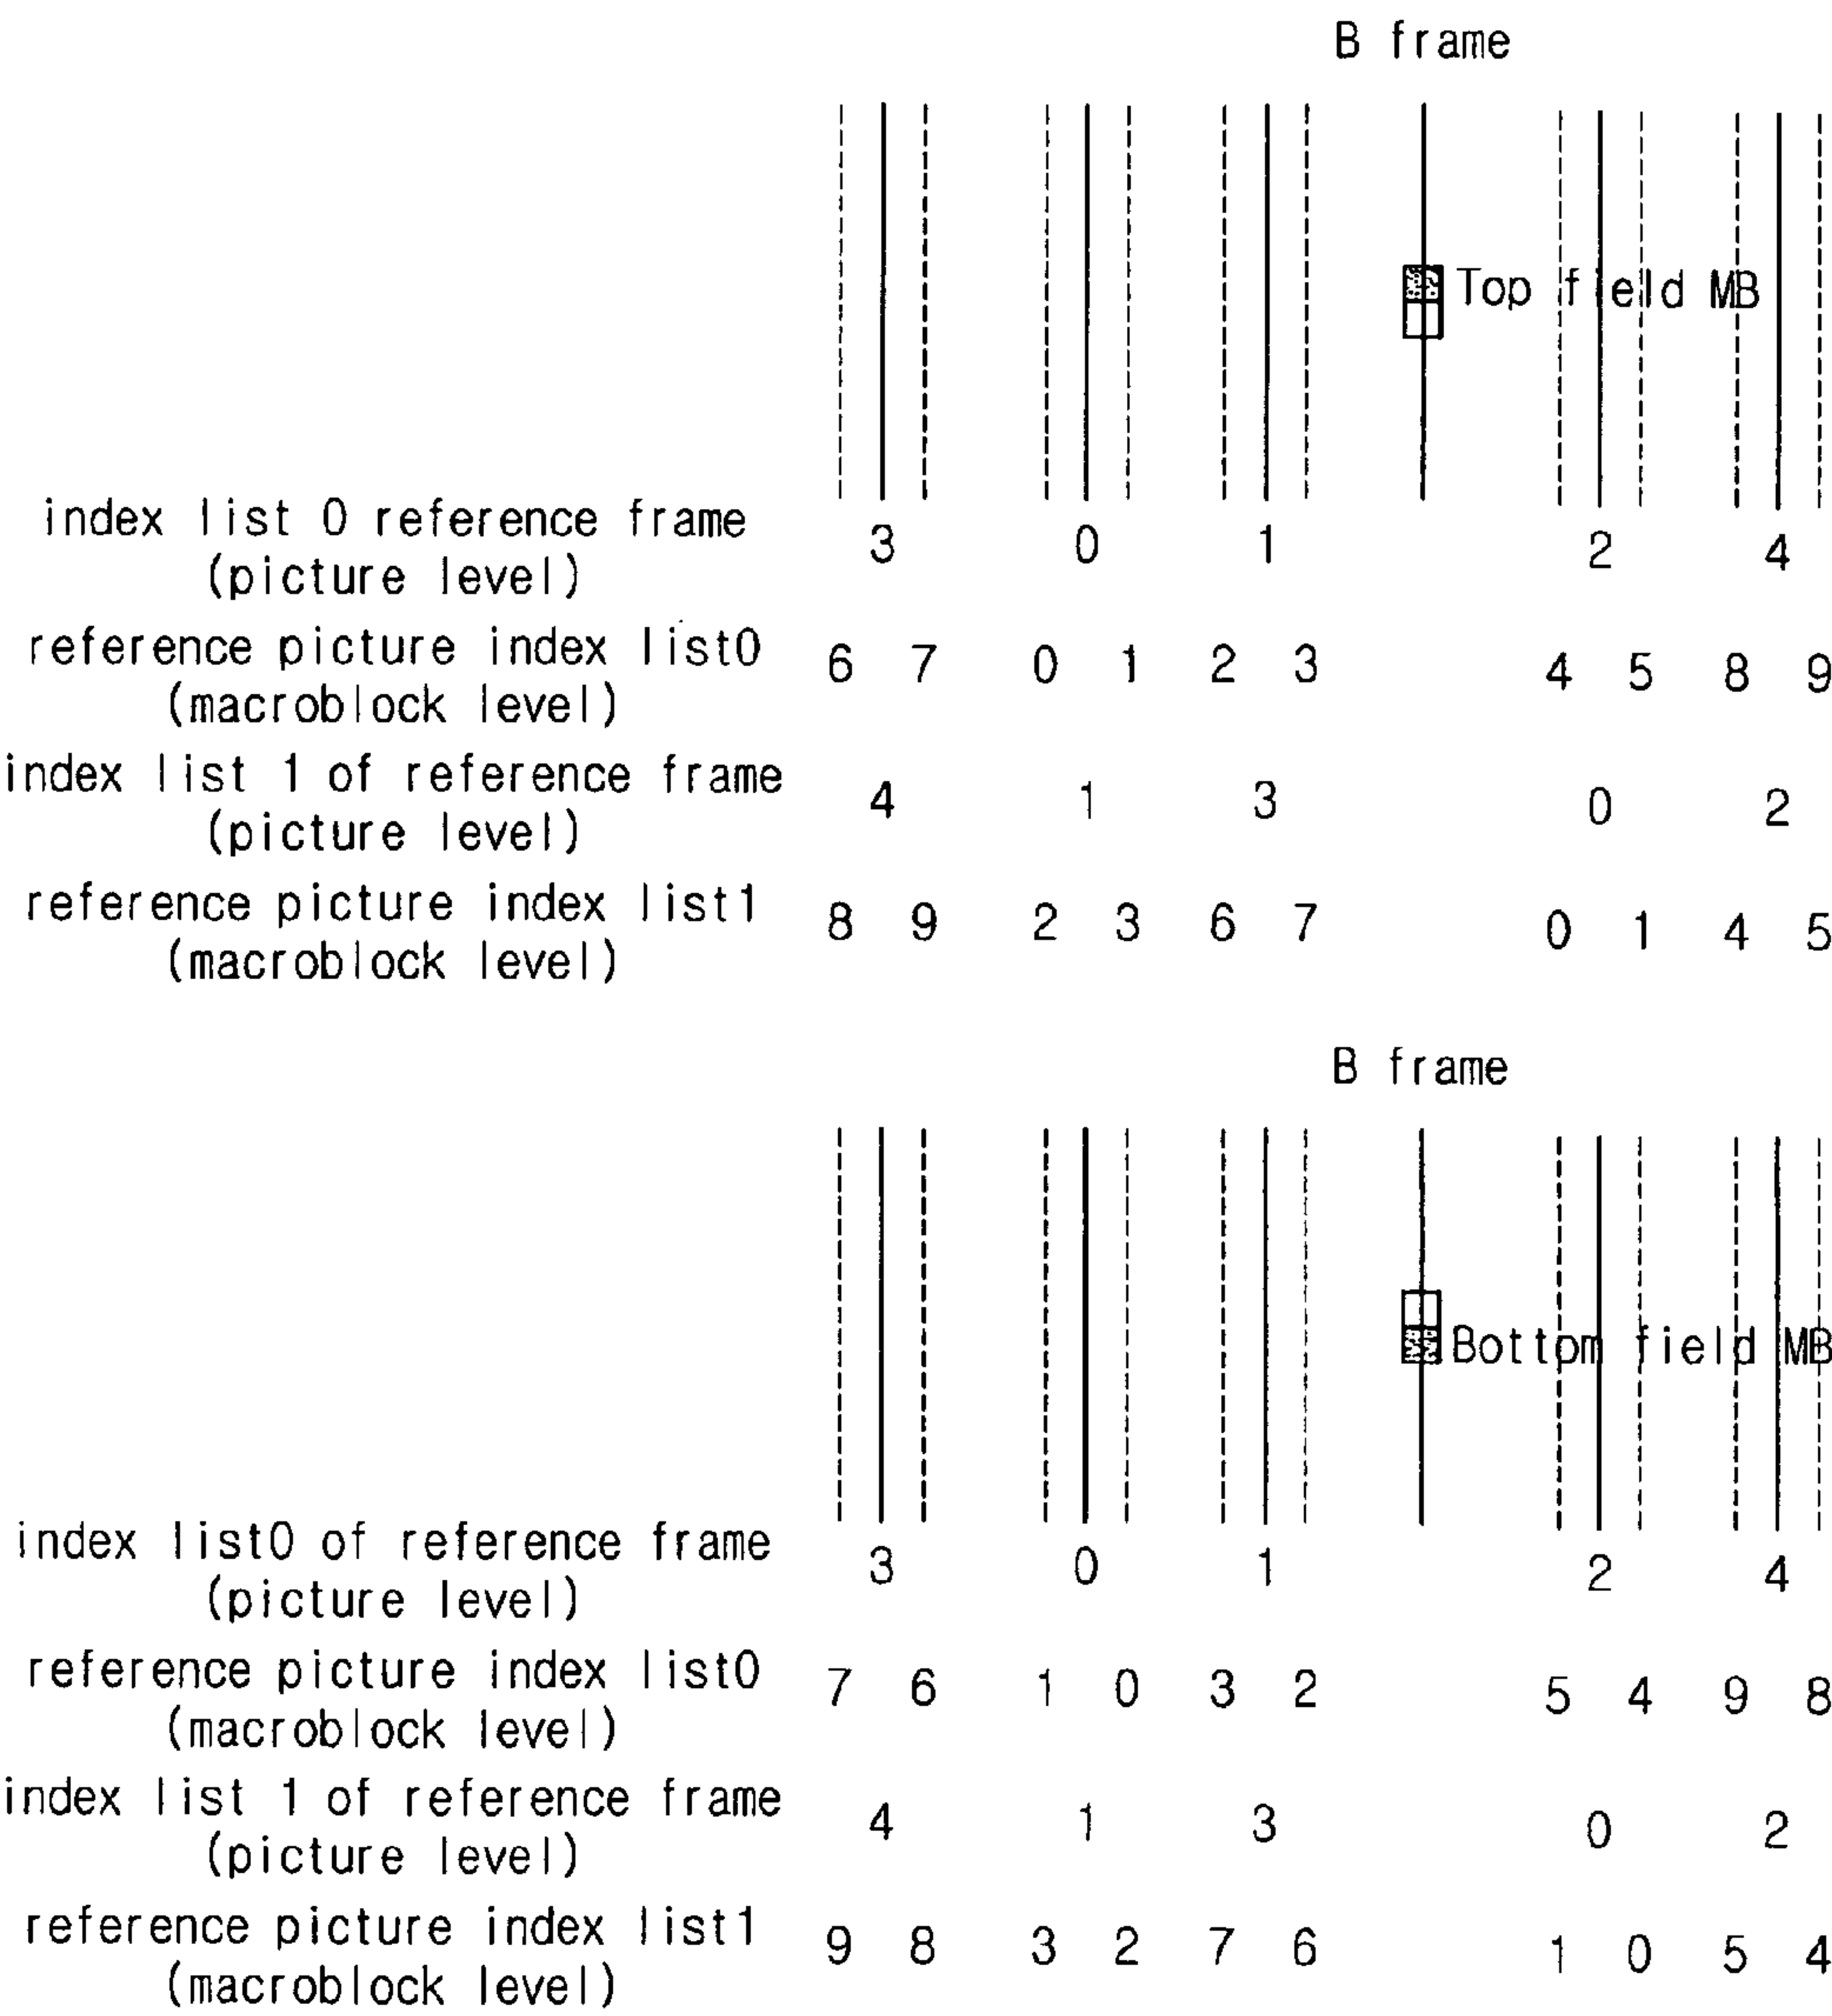 B frame
Top field MB
index list 0 reference frame
(picture level)
3 0 1 2 4
reference picture index list0
(macroblock level)
6 7 0 1 2 3 4 5 8 9
index list 1 of reference frame
(picture level)
4 1 3 0 2
reference picture index list1
(macroblock level)
8 9 2 3 6 7 0 1 4 5
B frame
Bottom field MB
index list0 of reference frame
(picture level)
3 0 1 2 4
reference picture index list0
(macroblock level)
7 6 1 0 3 2 5 4 9 8
index list 1 of reference frame
(picture level)
4 1 3 0 2
reference picture index list1
(macroblock level)
9 8 3 2 7 6 1 0 5 4